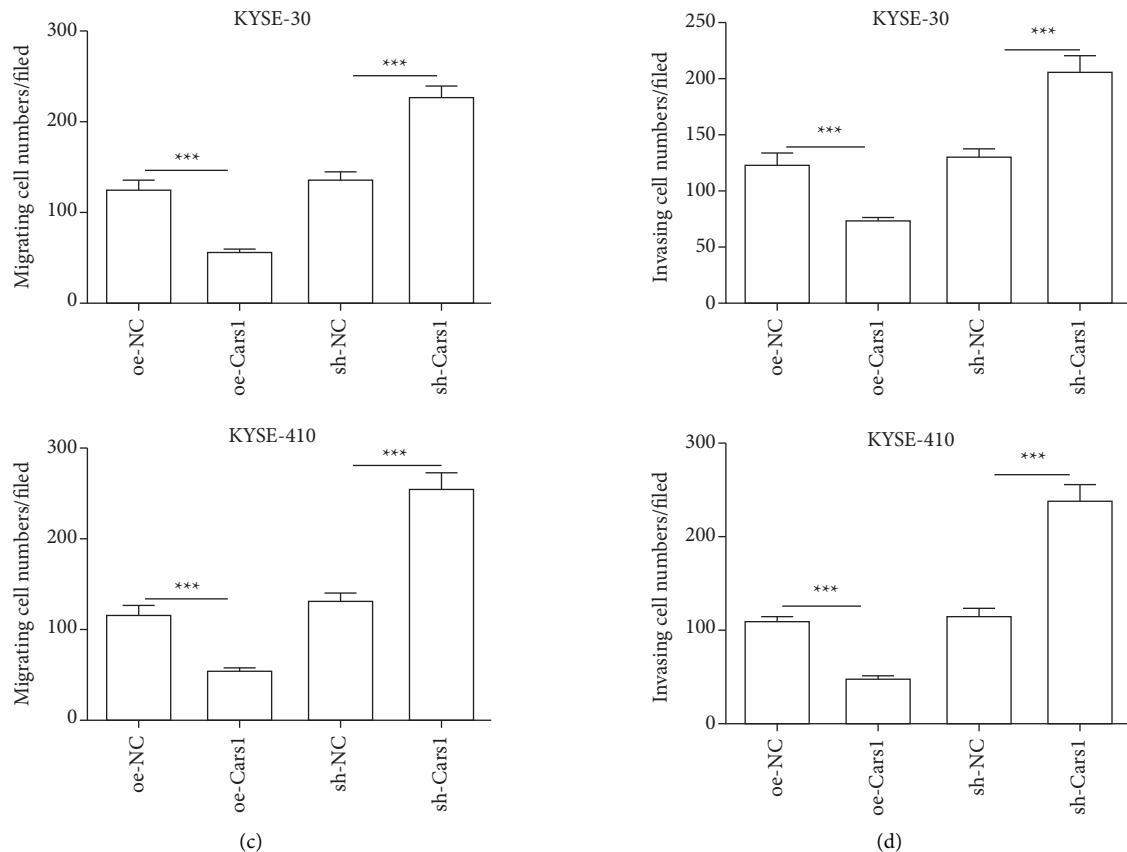 KYSE-30
Migrating cell numbers/filed
300
200
100
0
***
***
oe-NC
oe-Cars1
sh-NC
sh-Cars1
KYSE-30
Invasing cell numbers/filed
250
200
150
100
50
0
***
***
oe-NC
oe-Cars1
sh-NC
sh-Cars1
KYSE-410
Migrating cell numbers/filed
300
200
100
0
***
***
oe-NC
oe-Cars1
sh-NC
sh-Cars1
(c)
KYSE-410
Invasing cell numbers/filed
300
200
100
0
***
***
oe-NC
oe-Cars1
sh-NC
sh-Cars1
(d)